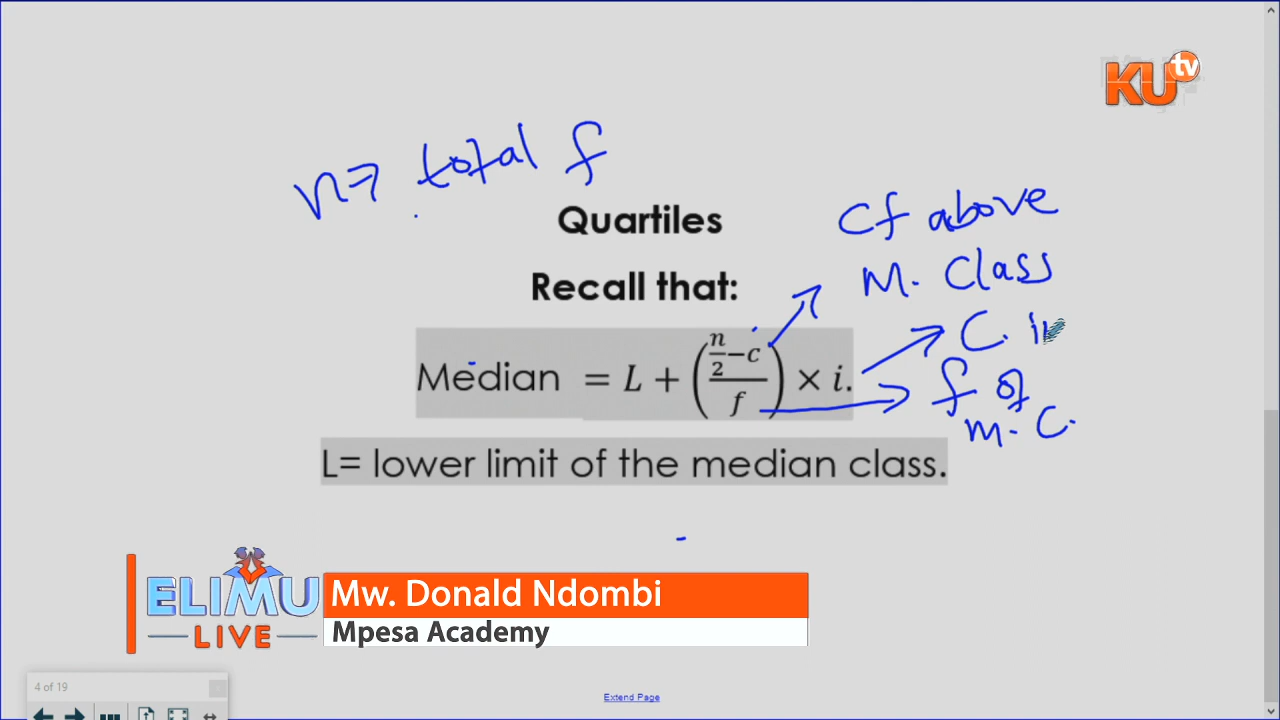 KU tv
n⇒ total f
Quartiles
Cf above
M. Class
Recall that:
C. in
Median = L + ( (n/2 − c) / f ) × i.
f of
m. C.
L= lower limit of the median class.
ELIMU
LIVE
Mw. Donald Ndombi
Mpesa Academy
4 of 19
Extend Page